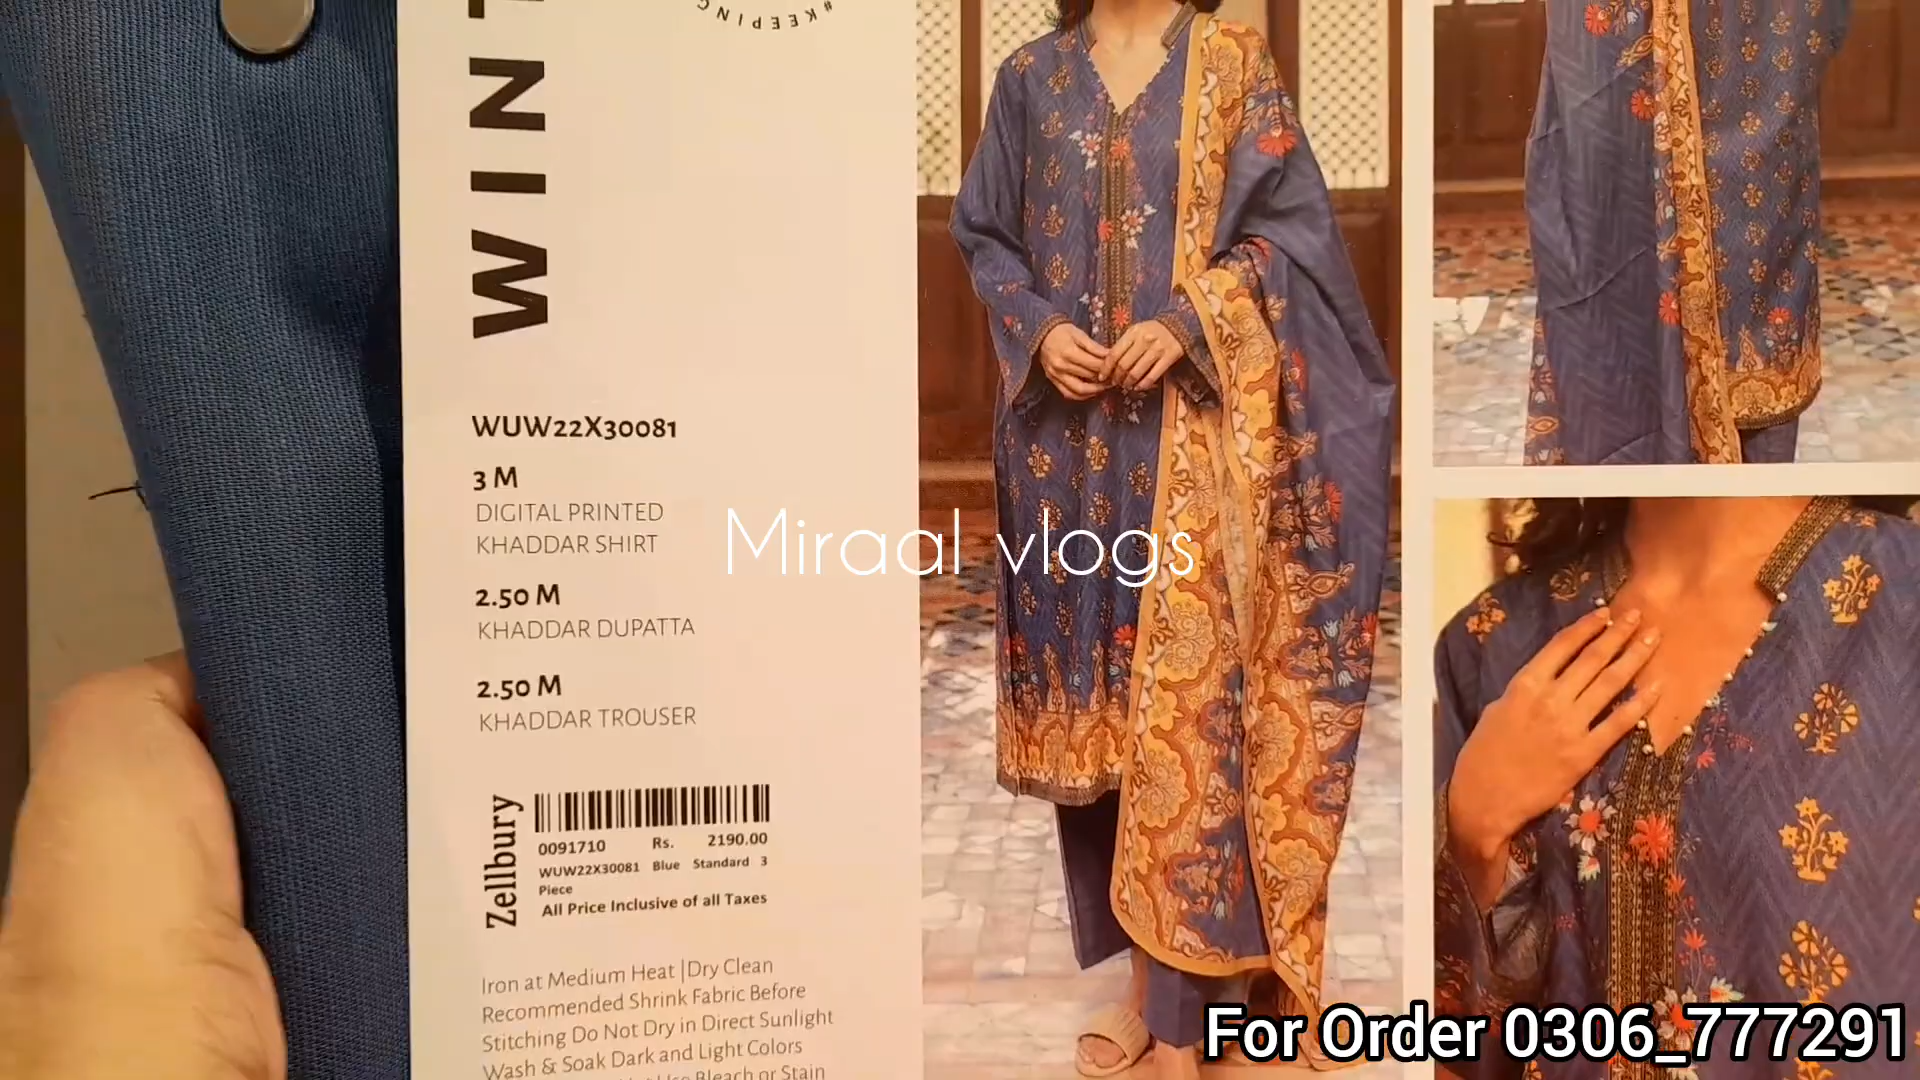 #KEEPING
WINT
WUW22X30081
3 M
DIGITAL PRINTED
KHADDAR SHIRT
2.50 M
KHADDAR DUPATTA
2.50 M
KHADDAR TROUSER
Zellbury
0091710 Rs. 2190.00
WUW22X30081 Blue Standard 3
Piece
All Price Inclusive of all Taxes
Iron at Medium Heat |Dry Clean
Recommended Shrink Fabric Before
Stitching Do Not Dry in Direct Sunlight
Wash & Soak Dark and Light Colors
Bleach or Stain
Miraal vlogs
For Order 0306_777291